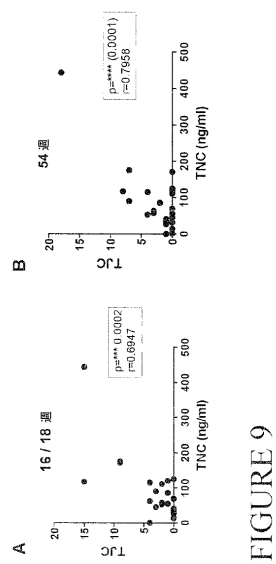 A
16 / 18 週
TJC
20
15
10
5
0
p=*** 0.0002
r=0.6947
0
100
200
300
400
500
TNC (ng/ml)
B
54 週
TJC
20
15
10
5
0
p=**** (0.0001)
r=0.7958
0
100
200
300
400
500
TNC (ng/ml)
FIGURE 9